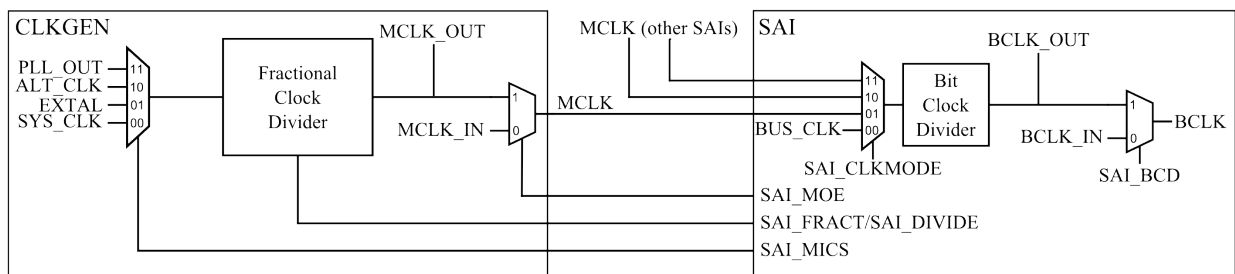 CLKGEN
PLL_OUT
ALT_CLK
EXTAL
SYS_CLK
11
10
01
00
Fractional
Clock
Divider
MCLK_OUT
MCLK_IN
1
0
MCLK
MCLK (other SAIs)
SAI
BUS_CLK
11
10
01
00
SAI_CLKMODE
Bit
Clock
Divider
BCLK_OUT
BCLK_IN
1
0
BCLK
SAI_BCD
SAI_MOE
SAI_FRACT/SAI_DIVIDE
SAI_MICS